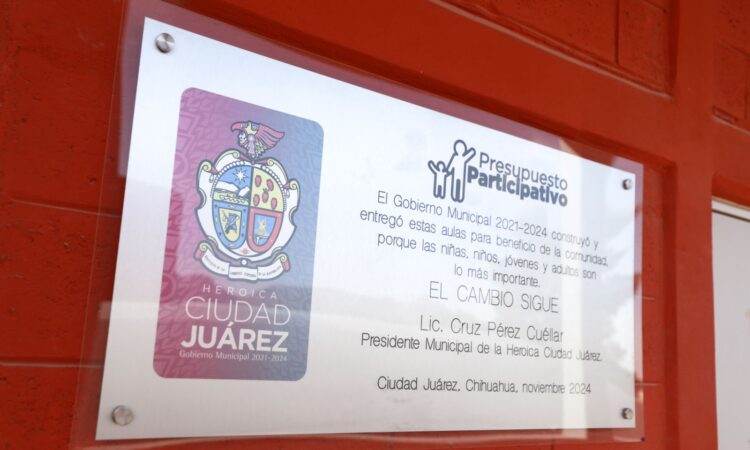 HEROICA
CIUDAD
JUÁREZ
Gobierno Municipal 2021-2024
Presupuesto
Participativo
El Gobierno Municipal 2021-2024 construyó y
entregó estas aulas para beneficio de la comunidad,
porque las niñas, niños, jóvenes y adultos son
lo más importante.
EL CAMBIO SIGUE
Lic. Cruz Pérez Cuéllar
Presidente Municipal de la Heroica Ciudad Juárez.
Ciudad Juárez, Chihuahua, noviembre 2024